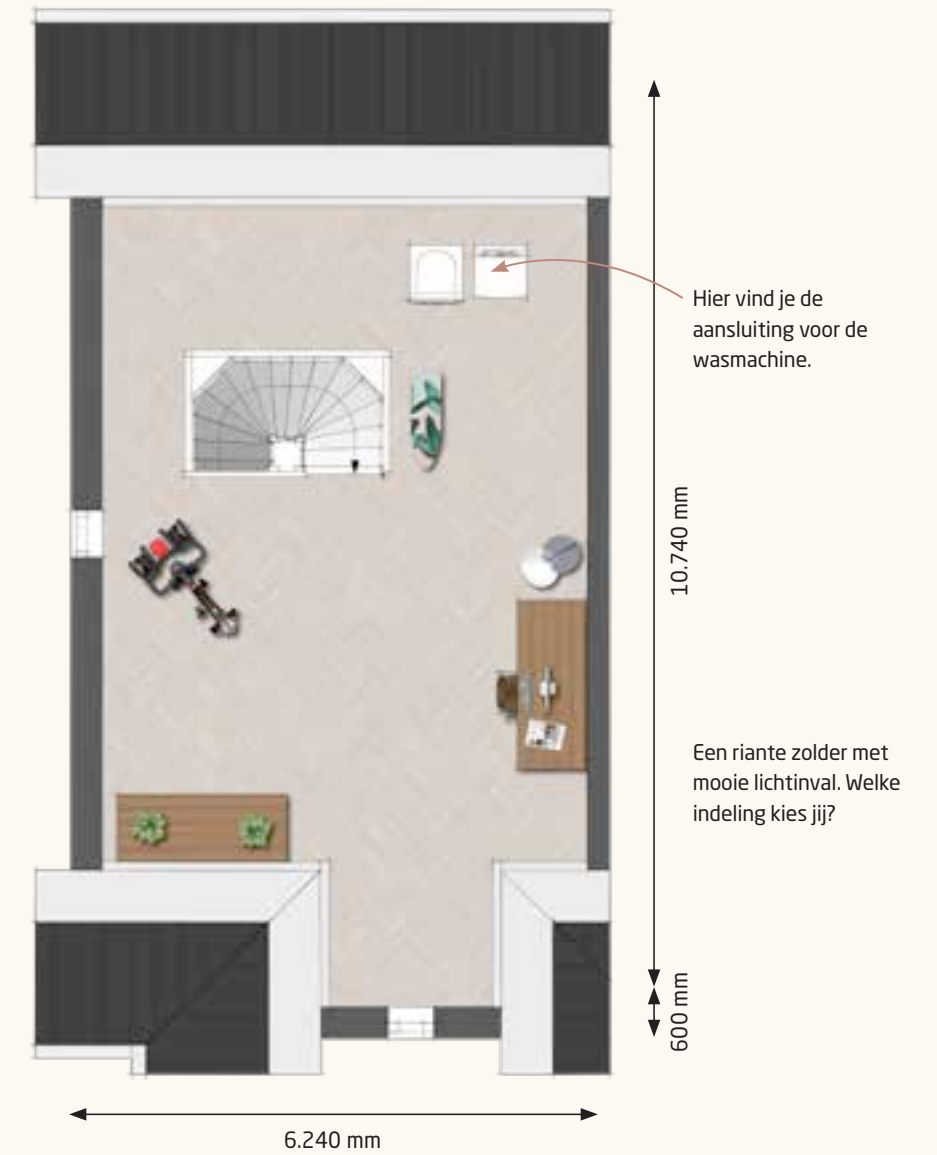 Hier vind je de
aansluiting voor de
wasmachine.
10.740 mm
Een riante zolder met
mooie lichtinval. Welke
indeling kies jij?
600 mm
6.240 mm